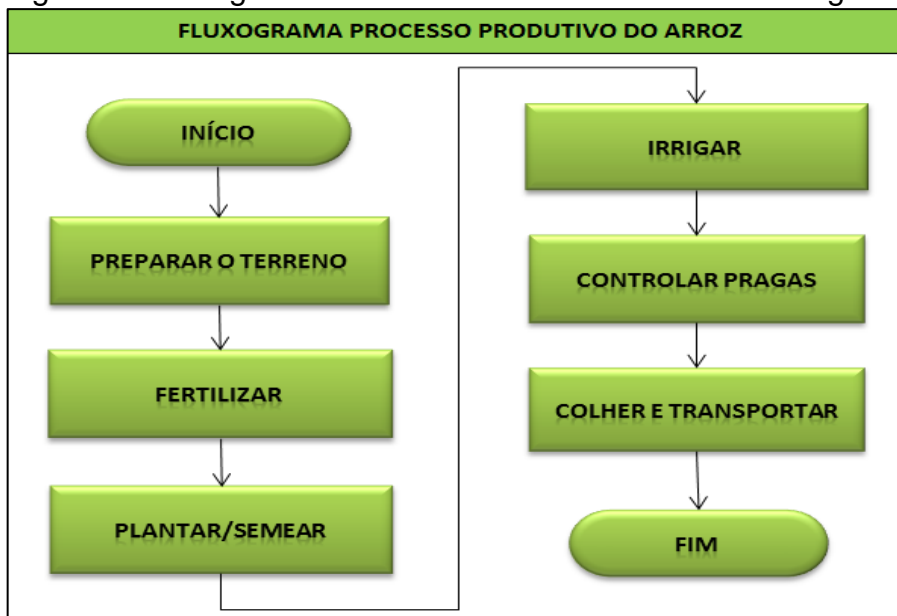 FLUXOGRAMA PROCESSO PRODUTIVO DO ARROZ
INÍCIO
PREPARAR O TERRENO
FERTILIZAR
PLANTAR/SEMEAR
IRRIGAR
CONTROLAR PRAGAS
COLHER E TRANSPORTAR
FIM